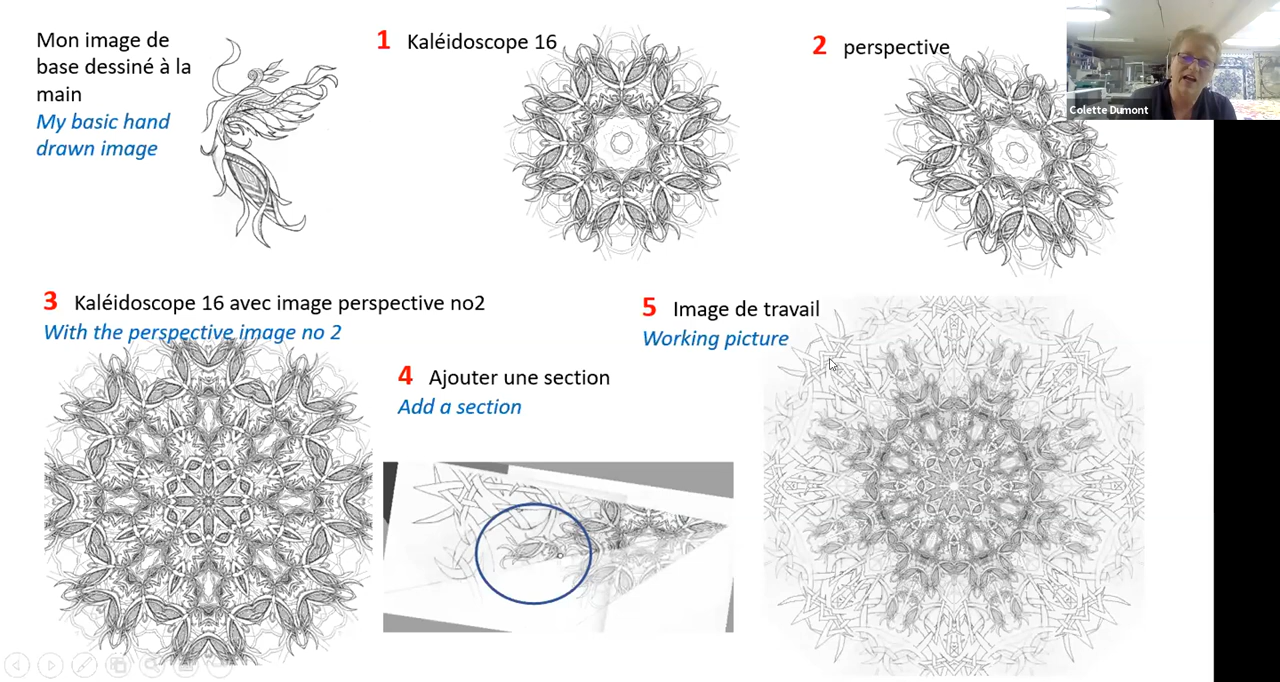 Mon image de
base dessiné à la
main
My basic hand
drawn image
1 Kaléidoscope 16
2 perspective
Colette Dumont
3 Kaléidoscope 16 avec image perspective no2
With the perspective image no 2
4 Ajouter une section
Add a section
5 Image de travail
Working picture